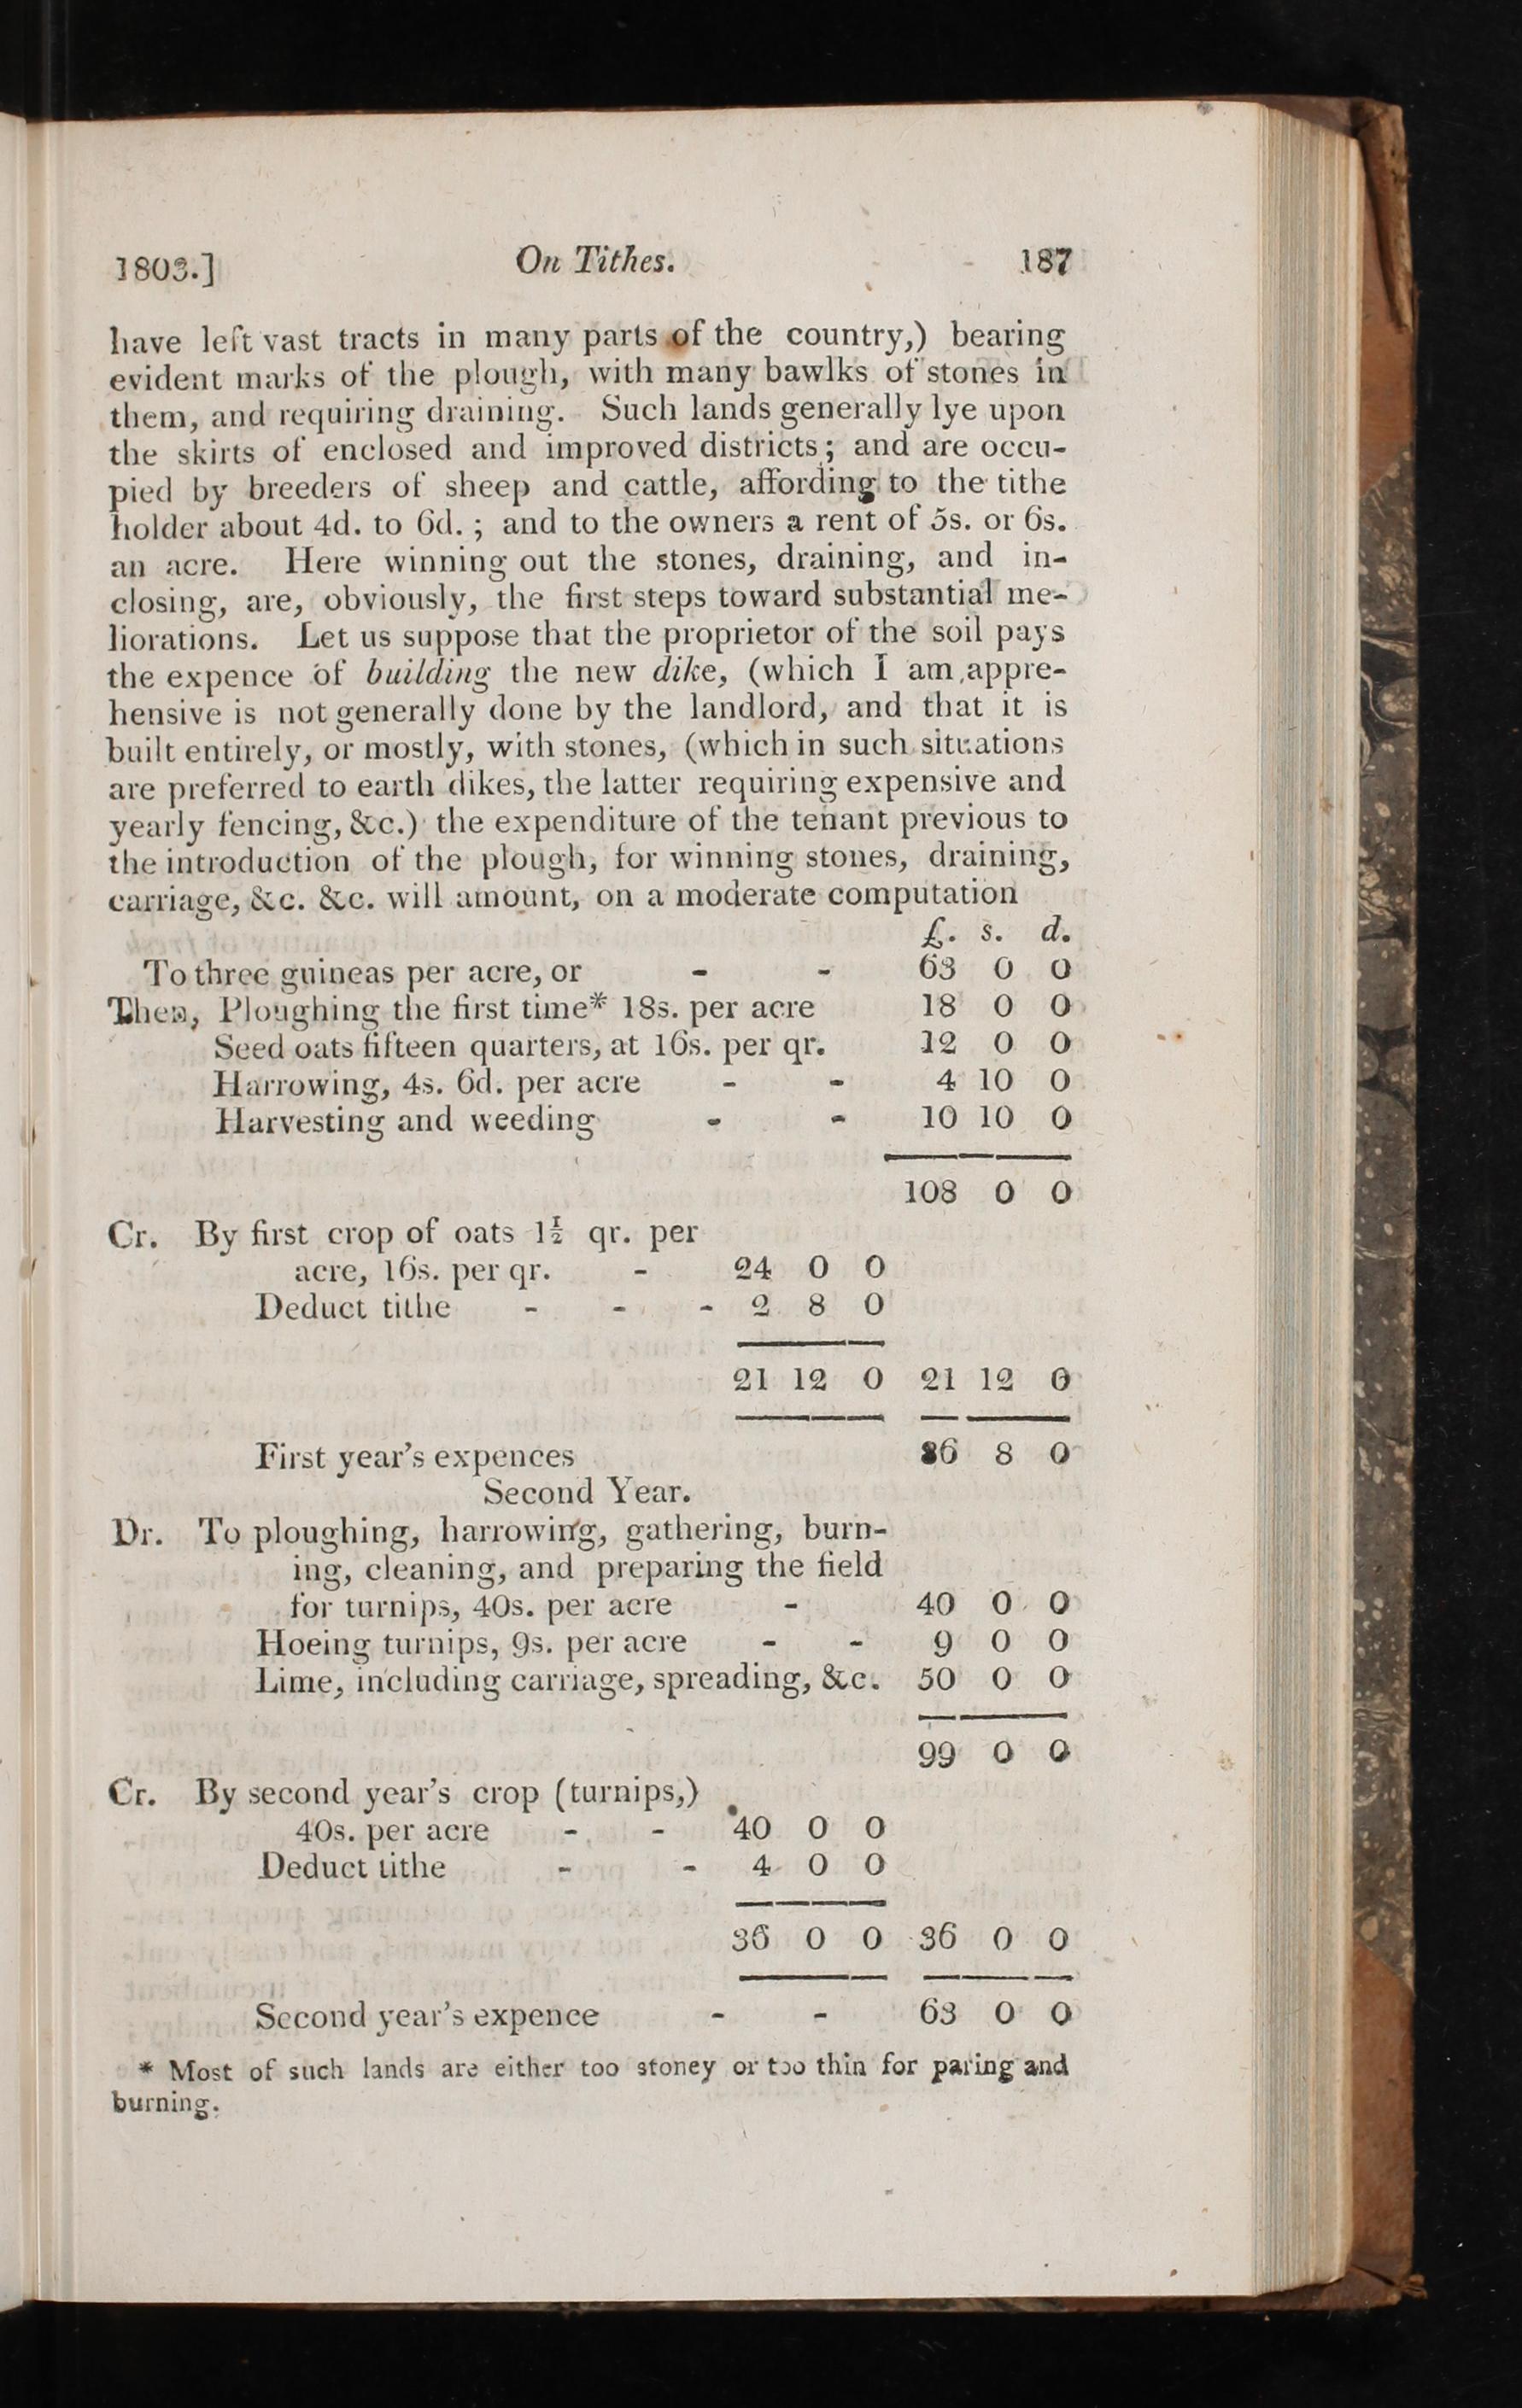 1803.] On Tithes. 187
have left vast tracts in many parts of the country,) bearing
evident marks of the plough, with many bawlks of stones in
them, and requiring draining. Such lands generally lye upon
the skirts of enclosed and improved districts; and are occu-
pied by breeders of sheep and cattle, affording to the tithe
holder about 4d. to 6d.; and to the owners a rent of 5s. or 6s.
an acre. Here winning out the stones, draining, and in-
closing, are, obviously, the first steps toward substantial me-
liorations. Let us suppose that the proprietor of the soil pays
the expence of building the new dike, (which I am appre-
hensive is not generally done by the landlord, and that it is
built entirely, or mostly, with stones, (which in such situations
are preferred to earth dikes, the latter requiring expensive and
yearly fencing, &c.) the expenditure of the tenant previous to
the introduction of the plough, for winning stones, draining,
carriage, &c. &c. will amount, on a moderate computation
£. s. d.
To three guineas per acre, or - - 63 0 0
Then, Ploughing the first time* 18s. per acre 18 0 0
Seed oats fifteen quarters, at 16s. per qr. 12 0 0
Harrowing, 4s. 6d. per acre - - 4 10 0
Harvesting and weeding - - 10 10 0
108 0 0
Cr. By first crop of oats 1½ qr. per
acre, 16s. per qr. - 24 0 0
Deduct tithe - - - 2 8 0
21 12 0 21 12 0
First year's expences 86 8 0
Second Year.
Dr. To ploughing, harrowing, gathering, burn-
ing, cleaning, and preparing the field
for turnips, 40s. per acre - 40 0 0
Hoeing turnips, 9s. per acre - - 9 0 0
Lime, including carriage, spreading, &c. 50 0 0
99 0 0
Cr. By second year's crop (turnips,)
40s. per acre - - 40 0 0
Deduct tithe - - 4 0 0
36 0 0 36 0 0
Second year's expence - - 63 0 0
* Most of such lands are either too stoney or too thin for paring and
burning.